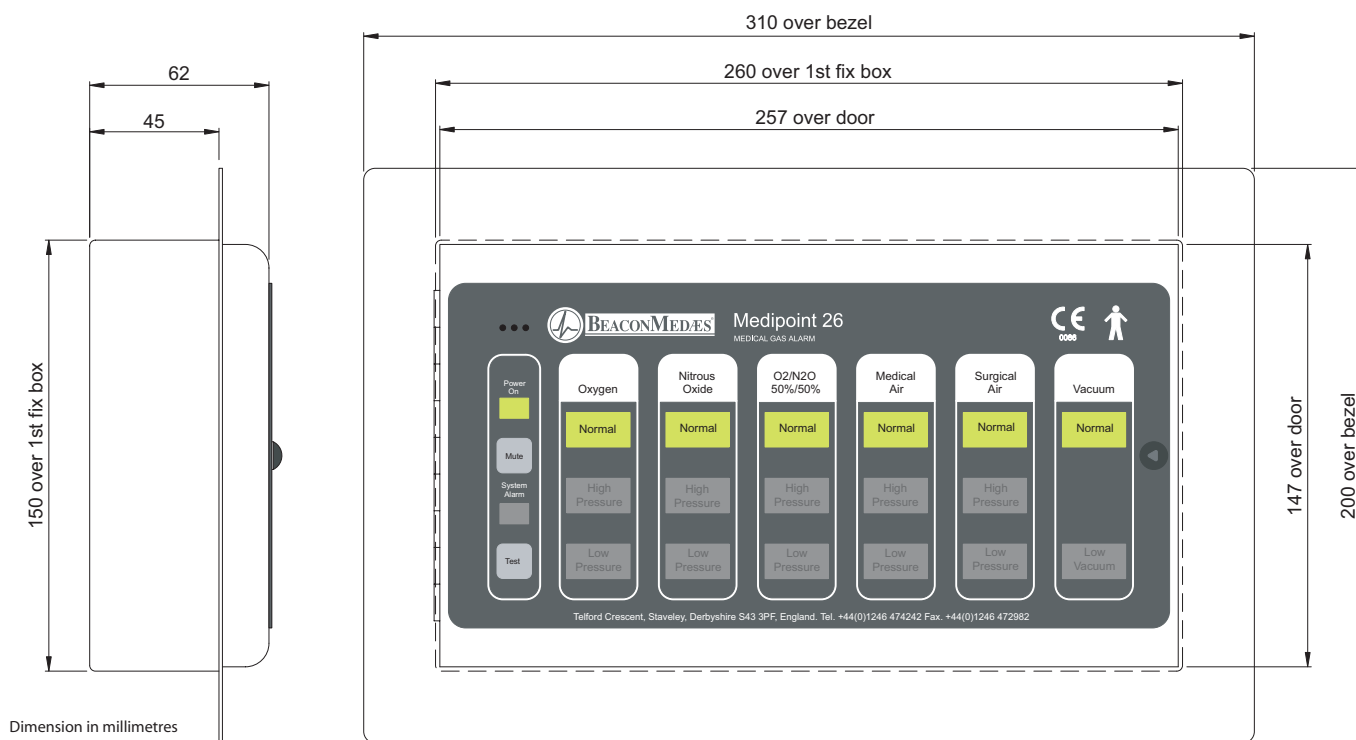 310 over bezel
260 over 1st fix box
257 over door
62
45
150 over 1st fix box
147 over door
200 over bezel
BEACONMEDÆS®
Medipoint 26
MEDICAL GAS ALARM
CE
0086
Power
On
Mute
System
Alarm
Test
Oxygen
Normal
High
Pressure
Low
Pressure
Nitrous
Oxide
Normal
High
Pressure
Low
Pressure
O2/N2O
50%/50%
Normal
High
Pressure
Low
Pressure
Medical
Air
Normal
High
Pressure
Low
Pressure
Surgical
Air
Normal
High
Pressure
Low
Pressure
Vacuum
Normal
Low
Vacuum
Telford Crescent, Staveley, Derbyshire S43 3PF, England. Tel. +44(0)1246 474242 Fax. +44(0)1246 472982
Dimension in millimetres